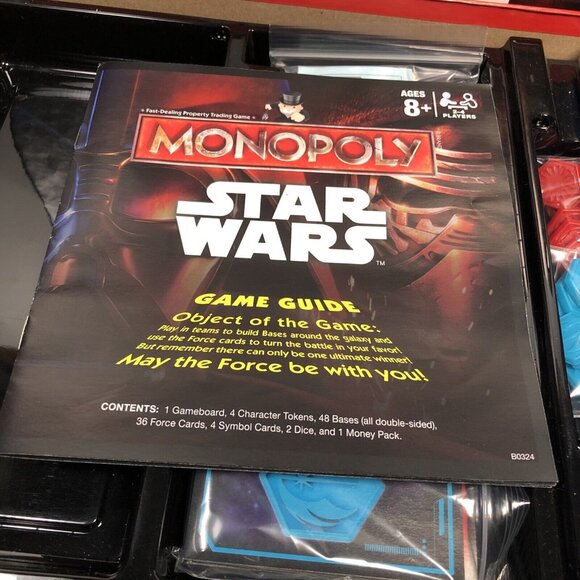 AGES
8+
2-4
PLAYERS
• Fast-Dealing Property Trading Game •
MONOPOLY
STAR
WARS
TM
GAME GUIDE
Object of the Game:
Play in teams to build Bases around the galaxy and
use the Force cards to turn the battle in your favor!
But remember there can only be one ultimate winner!
May the Force be with you!
CONTENTS: 1 Gameboard, 4 Character Tokens, 48 Bases (all double-sided),
36 Force Cards, 4 Symbol Cards, 2 Dice, and 1 Money Pack.
B0324